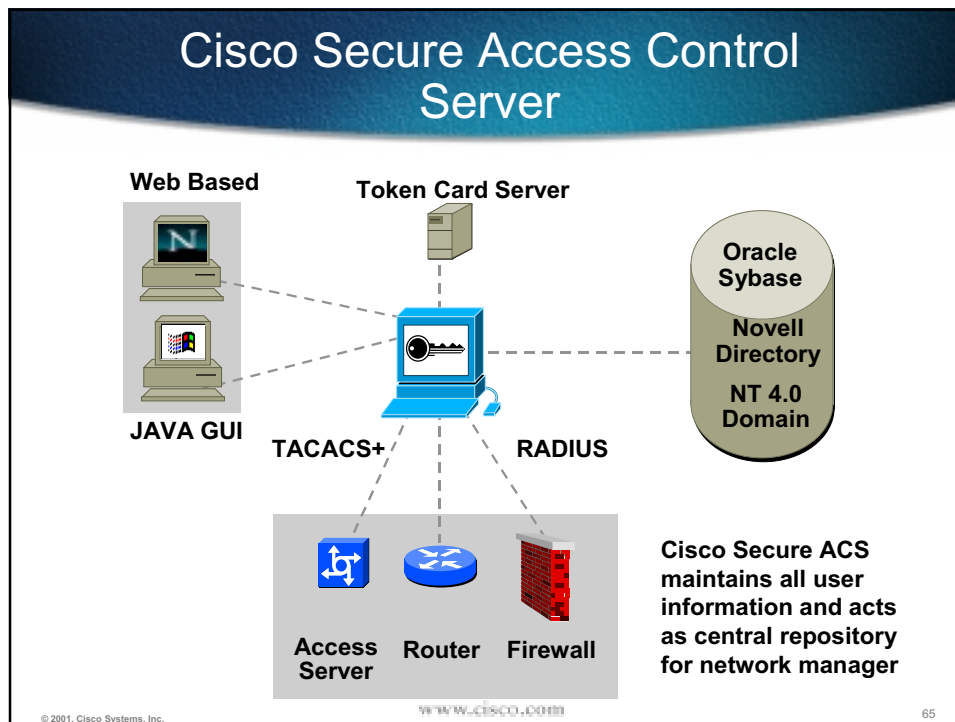 Cisco Secure Access Control
Server
Web Based
Token Card Server
N
Oracle
Sybase
Novell
Directory
NT 4.0
Domain
JAVA GUI
TACACS+
RADIUS
Access
Server
Router
Firewall
Cisco Secure ACS
maintains all user
information and acts
as central repository
for network manager
© 2001, Cisco Systems, Inc.
www.cisco.com
65